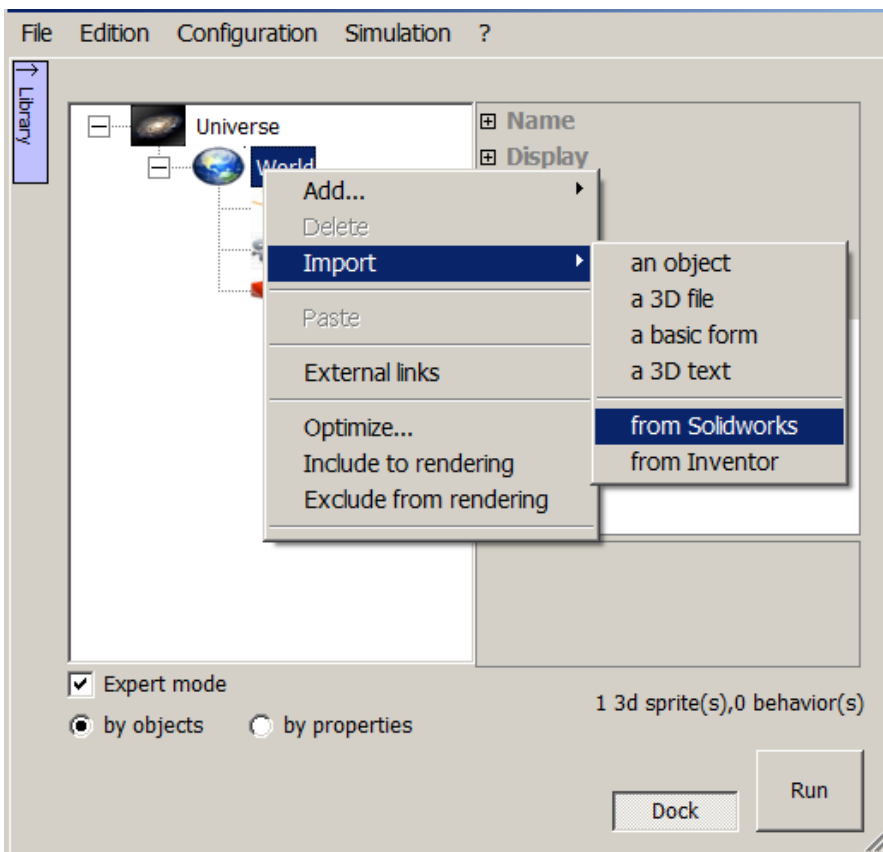 File Edition Configuration Simulation ?
↑ Library
Universe
World
Name
Display
Add...
Delete
Import
Paste
External links
Optimize...
Include to rendering
Exclude from rendering
an object
a 3D file
a basic form
a 3D text
from Solidworks
from Inventor
Expert mode
by objects by properties
1 3d sprite(s),0 behavior(s)
Dock
Run